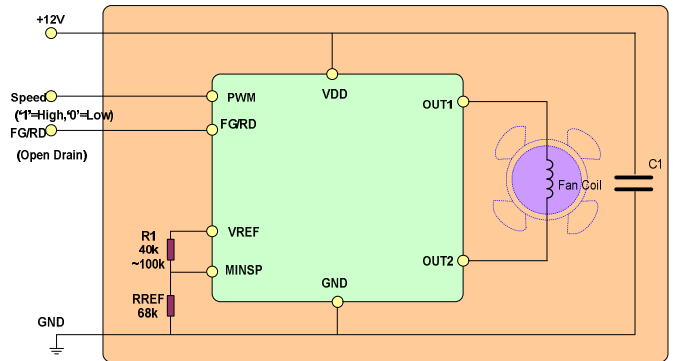 +12V
VDD
Speed
('1'=High,'0'=Low)
PWM
OUT1
FG/RD
FG/RD
(Open Drain)
C1
Fan Coil
R1
40k
~100k
VREF
MINSP
OUT2
RREF
68k
GND
GND